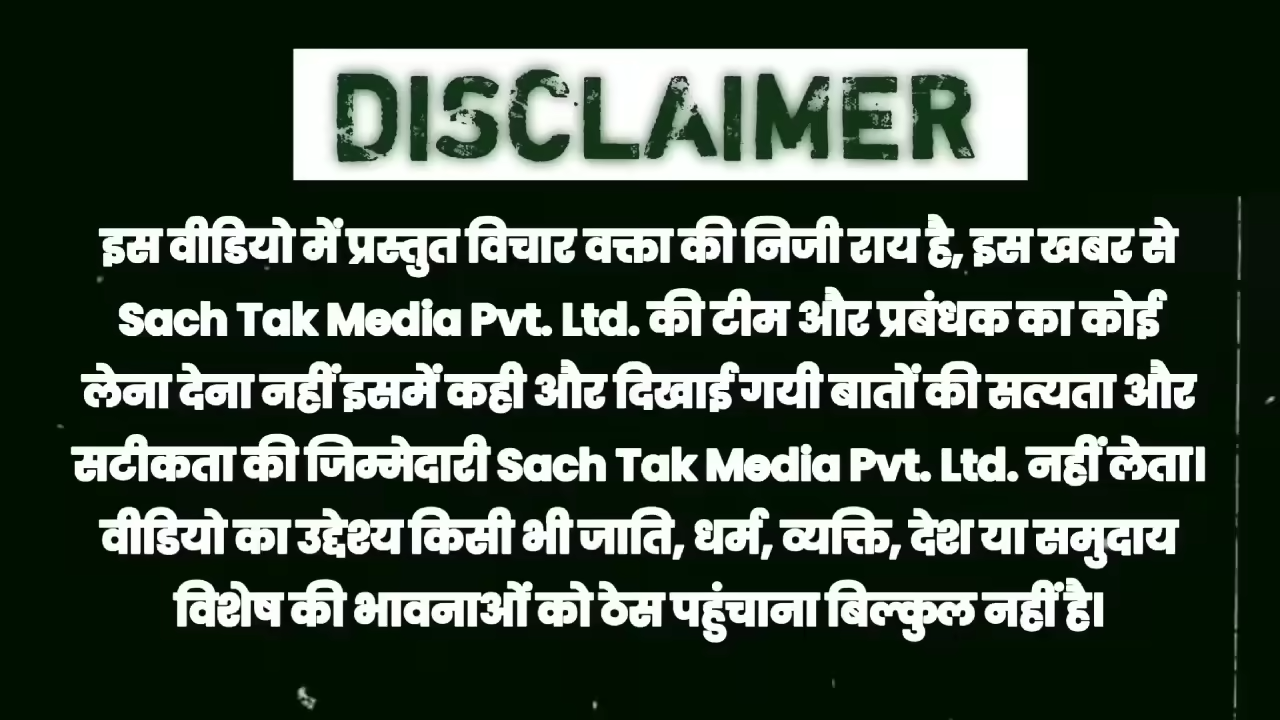 DISCLAIMER
इस वीडियो में प्रस्तुत विचार वक्ता की निजी राय है, इस खबर से
Sach Tak Media Pvt. Ltd. की टीम और प्रबंधक का कोई
लेना देना नहीं इसमें कही और दिखाई गयी बातों की सत्यता और
सटीकता की जिम्मेदारी Sach Tak Media Pvt. Ltd. नहीं लेता।
वीडियो का उद्देश्य किसी भी जाति, धर्म, व्यक्ति, देश या समुदाय
विशेष की भावनाओं को ठेस पहुंचाना बिल्कुल नहीं है।